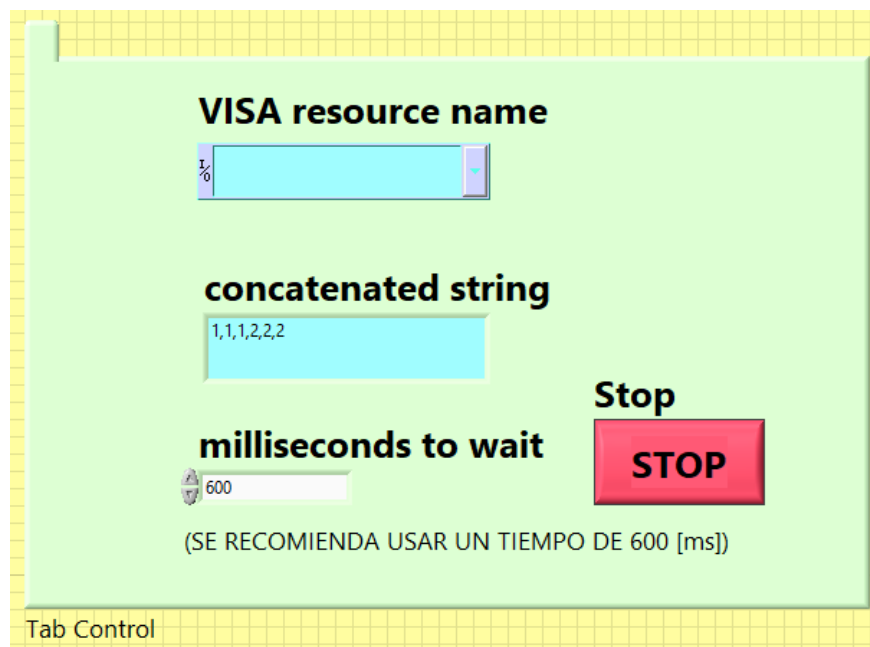 VISA resource name
I/O
concatenated string
1,1,1,2,2,2
Stop
milliseconds to wait
STOP
600
(SE RECOMIENDA USAR UN TIEMPO DE 600 [ms])
Tab Control